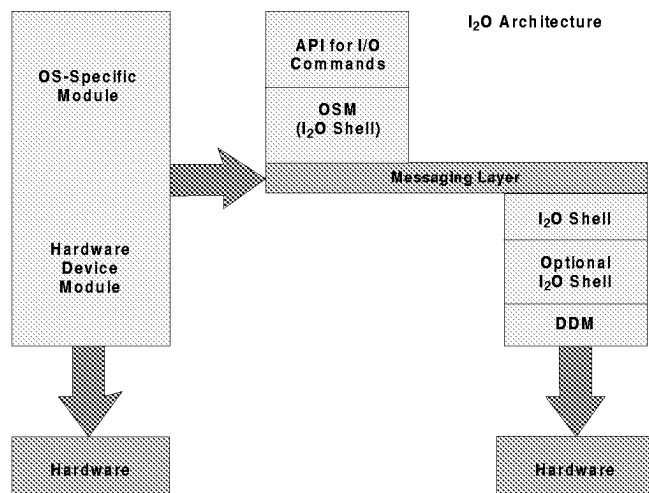 I₂O Architecture
OS-Specific
Module
Hardware
Device
Module
Hardware
API for I/O
Commands
OSM
(I₂O Shell)
Messaging Layer
I₂O Shell
Optional
I₂O Shell
DDM
Hardware